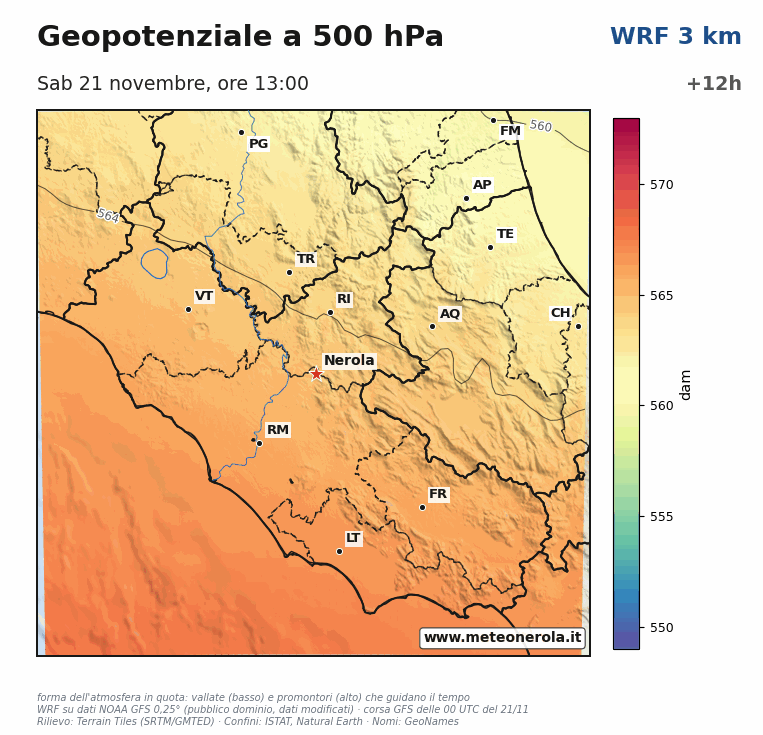 Geopotenziale a 500 hPa
WRF 3 km
Sab 21 novembre, ore 13:00
+12h
FM
560
PG
AP
564
TE
TR
VT
RI
AQ
CH
Nerola
RM
FR
LT
www.meteonerola.it
570
565
560
555
550
dam
forma dell'atmosfera in quota: vallate (basso) e promontori (alto) che guidano il tempo
WRF su dati NOAA GFS 0,25° (pubblico dominio, dati modificati) · corsa GFS delle 00 UTC del 21/11
Rilievo: Terrain Tiles (SRTM/GMTED) · Confini: ISTAT, Natural Earth · Nomi: GeoNames